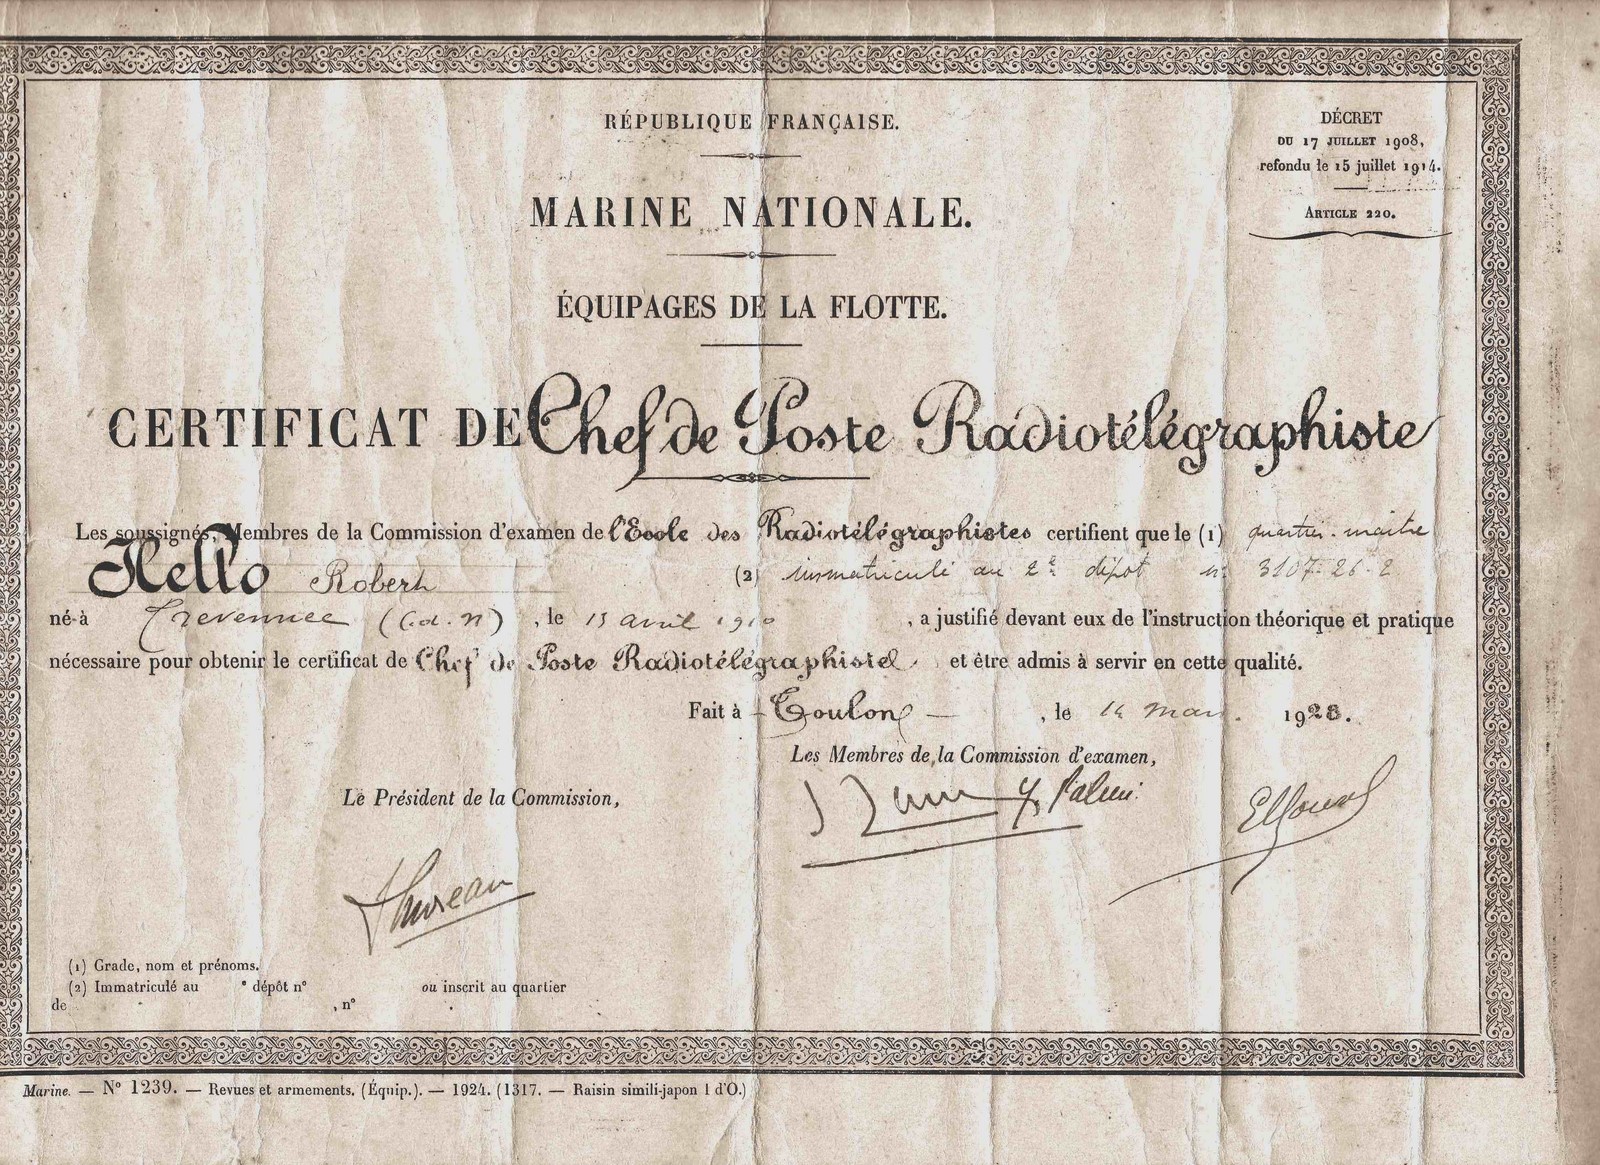 RÉPUBLIQUE FRANÇAISE.
MARINE NATIONALE.
ÉQUIPAGES DE LA FLOTTE.
DÉCRET
DU 17 JUILLET 1908,
refondu le 15 juillet 1914.
ARTICLE 220.
CERTIFICAT DE Chef de Poste Radiotélégraphiste
Les soussignés, Membres de la Commission d'examen de l'Ecole des Radiotélégraphistes certifient que le (1) quartier-maître
Hello Robert (2) immatriculé au 2e dépôt n° 3107-26-2
né à Trevennec (C.d.N) , le 13 avril 1910 , a justifié devant eux de l'instruction théorique et pratique
nécessaire pour obtenir le certificat de Chef de Poste Radiotélégraphiste et être admis à servir en cette qualité.
Fait à Toulon , le 14 mars 1928.
Les Membres de la Commission d'examen,
Le Président de la Commission,
(1) Grade, nom et prénoms.
(2) Immatriculé au e dépôt n° ou inscrit au quartier
de , n° .
Marine. — N° 1239. — Revues et armements. (Équip.). — 1924. (1317. — Raisin simili-japon 1 d'O.)